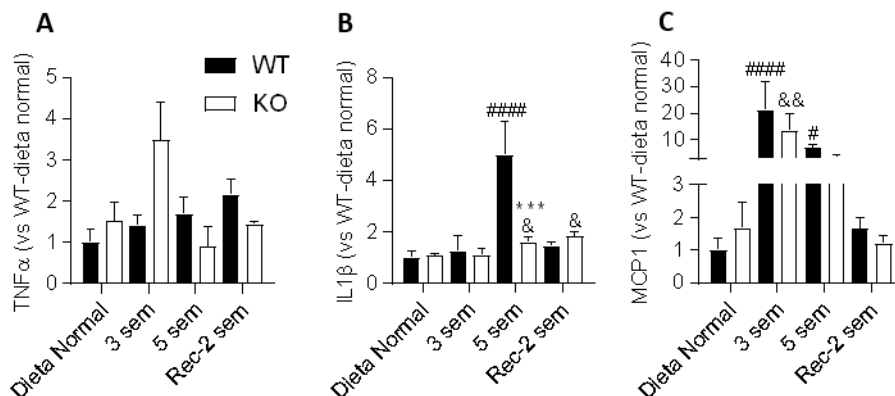 A
TNFα (vs WT-dieta normal)
5
4
3
2
1
0
WT
KO
Dieta Normal
3 sem
5 sem
Rec-2 sem
B
IL1β (vs WT-dieta normal)
8
6
4
2
0
####
***
&
&
Dieta Normal
3 sem
5 sem
Rec-2 sem
C
MCP1 (vs WT-dieta normal)
40
30
20
10
3
2
1
0
####
&&
#
Dieta Normal
3 sem
5 sem
Rec-2 sem